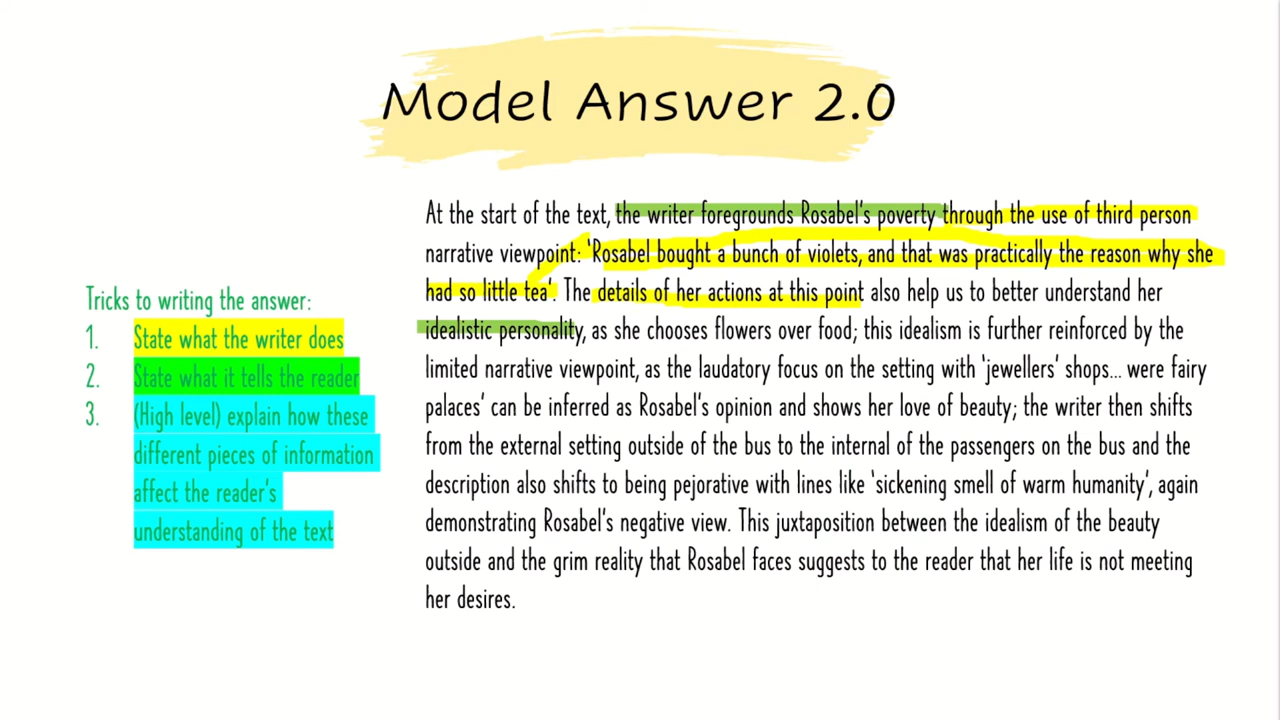 Model Answer 2.0
At the start of the text, the writer foregrounds Rosabel's poverty through the use of third person
narrative viewpoint: 'Rosabel bought a bunch of violets, and that was practically the reason why she
had so little tea'. The details of her actions at this point also help us to better understand her
idealistic personality, as she chooses flowers over food; this idealism is further reinforced by the
limited narrative viewpoint, as the laudatory focus on the setting with 'jewellers' shops... were fairy
palaces' can be inferred as Rosabel's opinion and shows her love of beauty; the writer then shifts
from the external setting outside of the bus to the internal of the passengers on the bus and the
description also shifts to being pejorative with lines like 'sickening smell of warm humanity', again
demonstrating Rosabel's negative view. This juxtaposition between the idealism of the beauty
outside and the grim reality that Rosabel faces suggests to the reader that her life is not meeting
her desires.
Tricks to writing the answer:
1. State what the writer does
2. State what it tells the reader
3. (High level) explain how these
different pieces of information
affect the reader's
understanding of the text